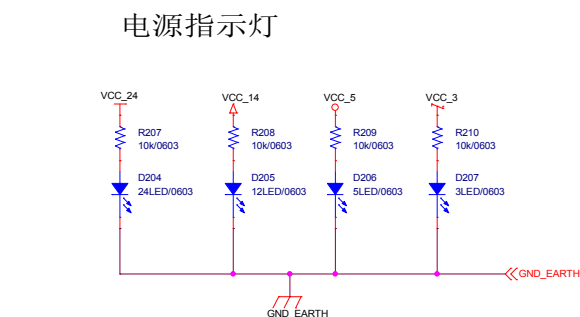 电源指示灯
VCC_24 VCC_14 VCC_5 VCC_3
R207 R208 R209 R210
10k/0603 10k/0603 10k/0603 10k/0603
D204 D205 D206 D207
24LED/0603 12LED/0603 5LED/0603 3LED/0603
GND_EARTH
GND_EARTH